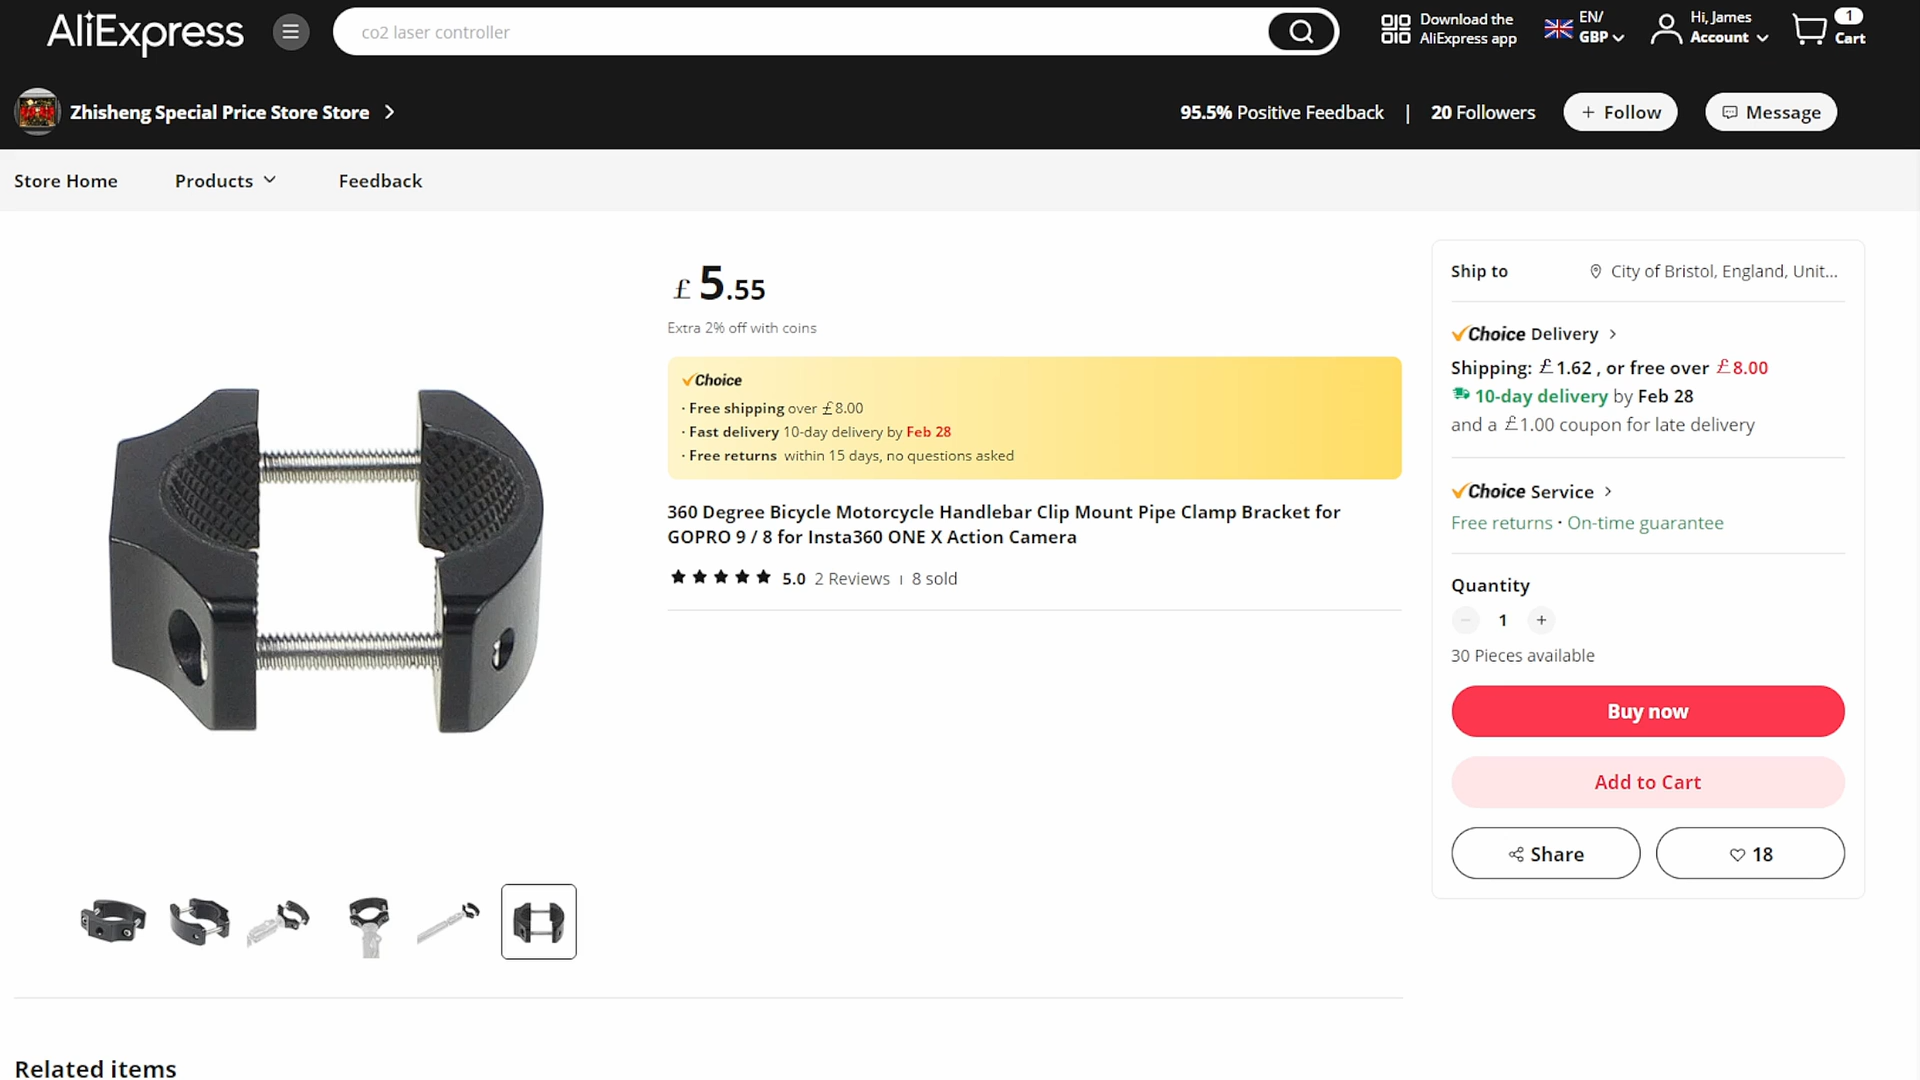 AliExpress
co2 laser controller
Download the
AliExpress app
EN/
GBP
Hi, James
Account
1
Cart
Zhisheng Special Price Store Store
95.5% Positive Feedback | 20 Followers
+ Follow
Message
Store Home
Products
Feedback
£5.55
Extra 2% off with coins
Choice
· Free shipping over £8.00
· Fast delivery 10-day delivery by Feb 28
· Free returns within 15 days, no questions asked
360 Degree Bicycle Motorcycle Handlebar Clip Mount Pipe Clamp Bracket for
GOPRO 9 / 8 for Insta360 ONE X Action Camera
5.0 2 Reviews | 8 sold
Ship to
City of Bristol, England, Unit...
Choice Delivery
Shipping: £1.62 , or free over £8.00
10-day delivery by Feb 28
and a £1.00 coupon for late delivery
Choice Service
Free returns · On-time guarantee
Quantity
− 1 +
30 Pieces available
Buy now
Add to Cart
Share
18
Related items